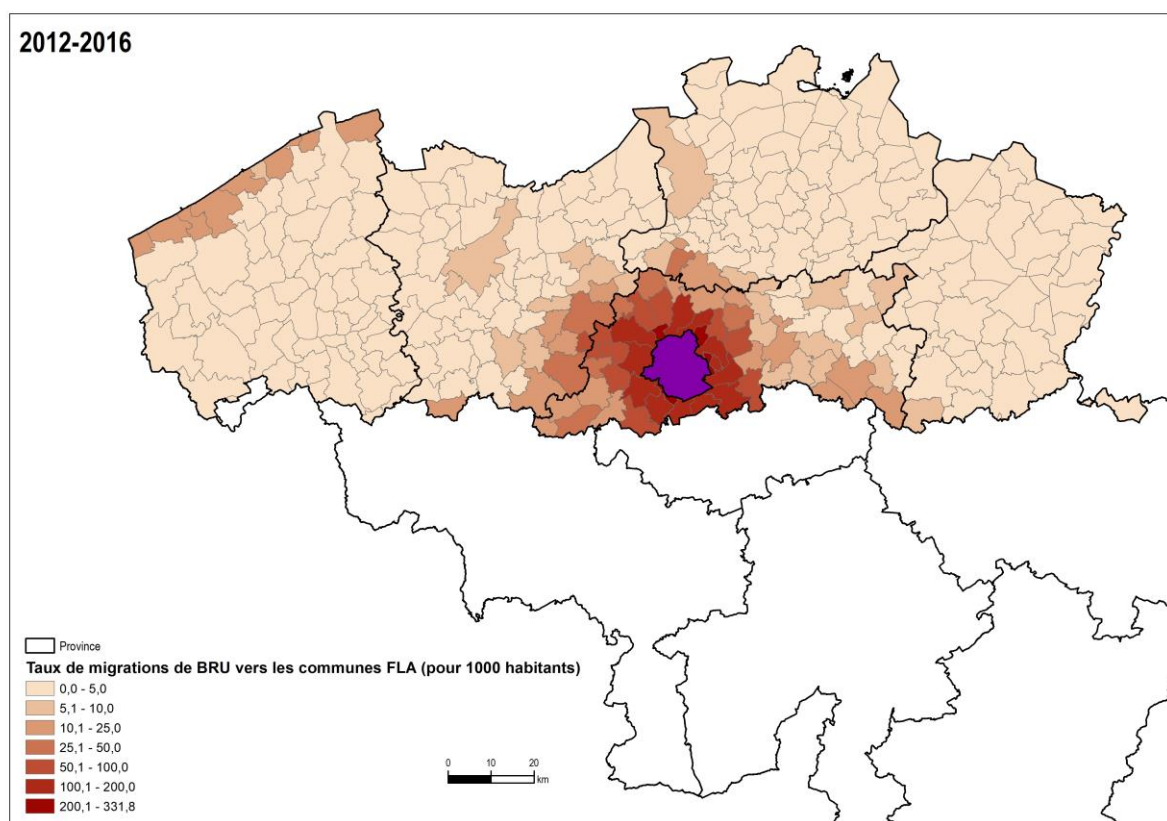 2012-2016
Province
Taux de migrations de BRU vers les communes FLA (pour 1000 habitants)
0,0 - 5,0
5,1 - 10,0
10,1 - 25,0
25,1 - 50,0
50,1 - 100,0
100,1 - 200,0
200,1 - 331,8
0 10 20
km